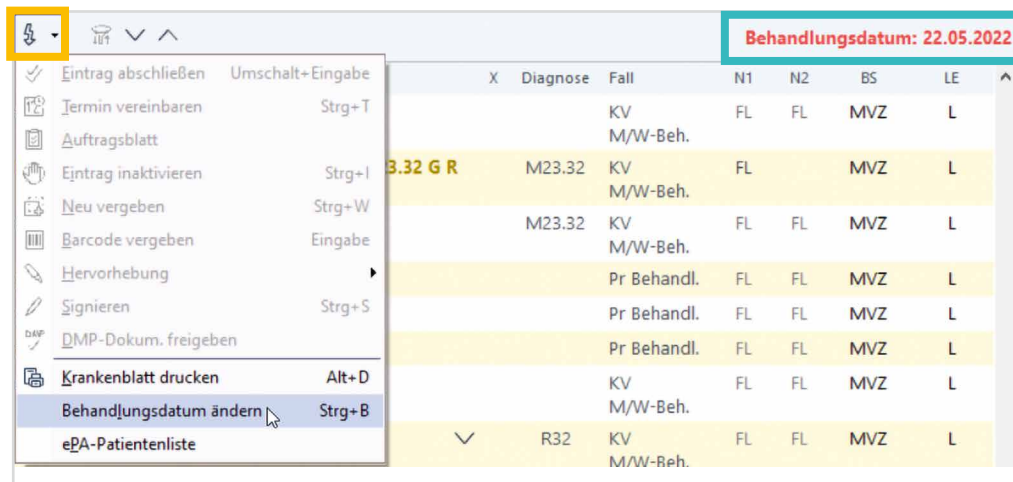 Behandlungsdatum: 22.05.2022
X Diagnose Fall N1 N2 BS LE
Eintrag abschließen Umschalt+Eingabe
Termin vereinbaren Strg+T
Auftragsblatt
Eintrag inaktivieren Strg+I
Neu vergeben Strg+W
Barcode vergeben Eingabe
Hervorhebung
Signieren Strg+S
DMP-Dokum. freigeben
Krankenblatt drucken Alt+D
Behandlungsdatum ändern Strg+B
ePA-Patientenliste
KV FL FL MVZ L
M/W-Beh.
3.32 G R M23.32 KV FL MVZ L
M/W-Beh.
M23.32 KV FL FL MVZ L
M/W-Beh.
Pr Behandl. FL FL MVZ L
Pr Behandl. FL FL MVZ L
Pr Behandl. FL FL MVZ L
KV FL FL MVZ L
M/W-Beh.
R32 KV FL FL MVZ L
M/W-Beh.